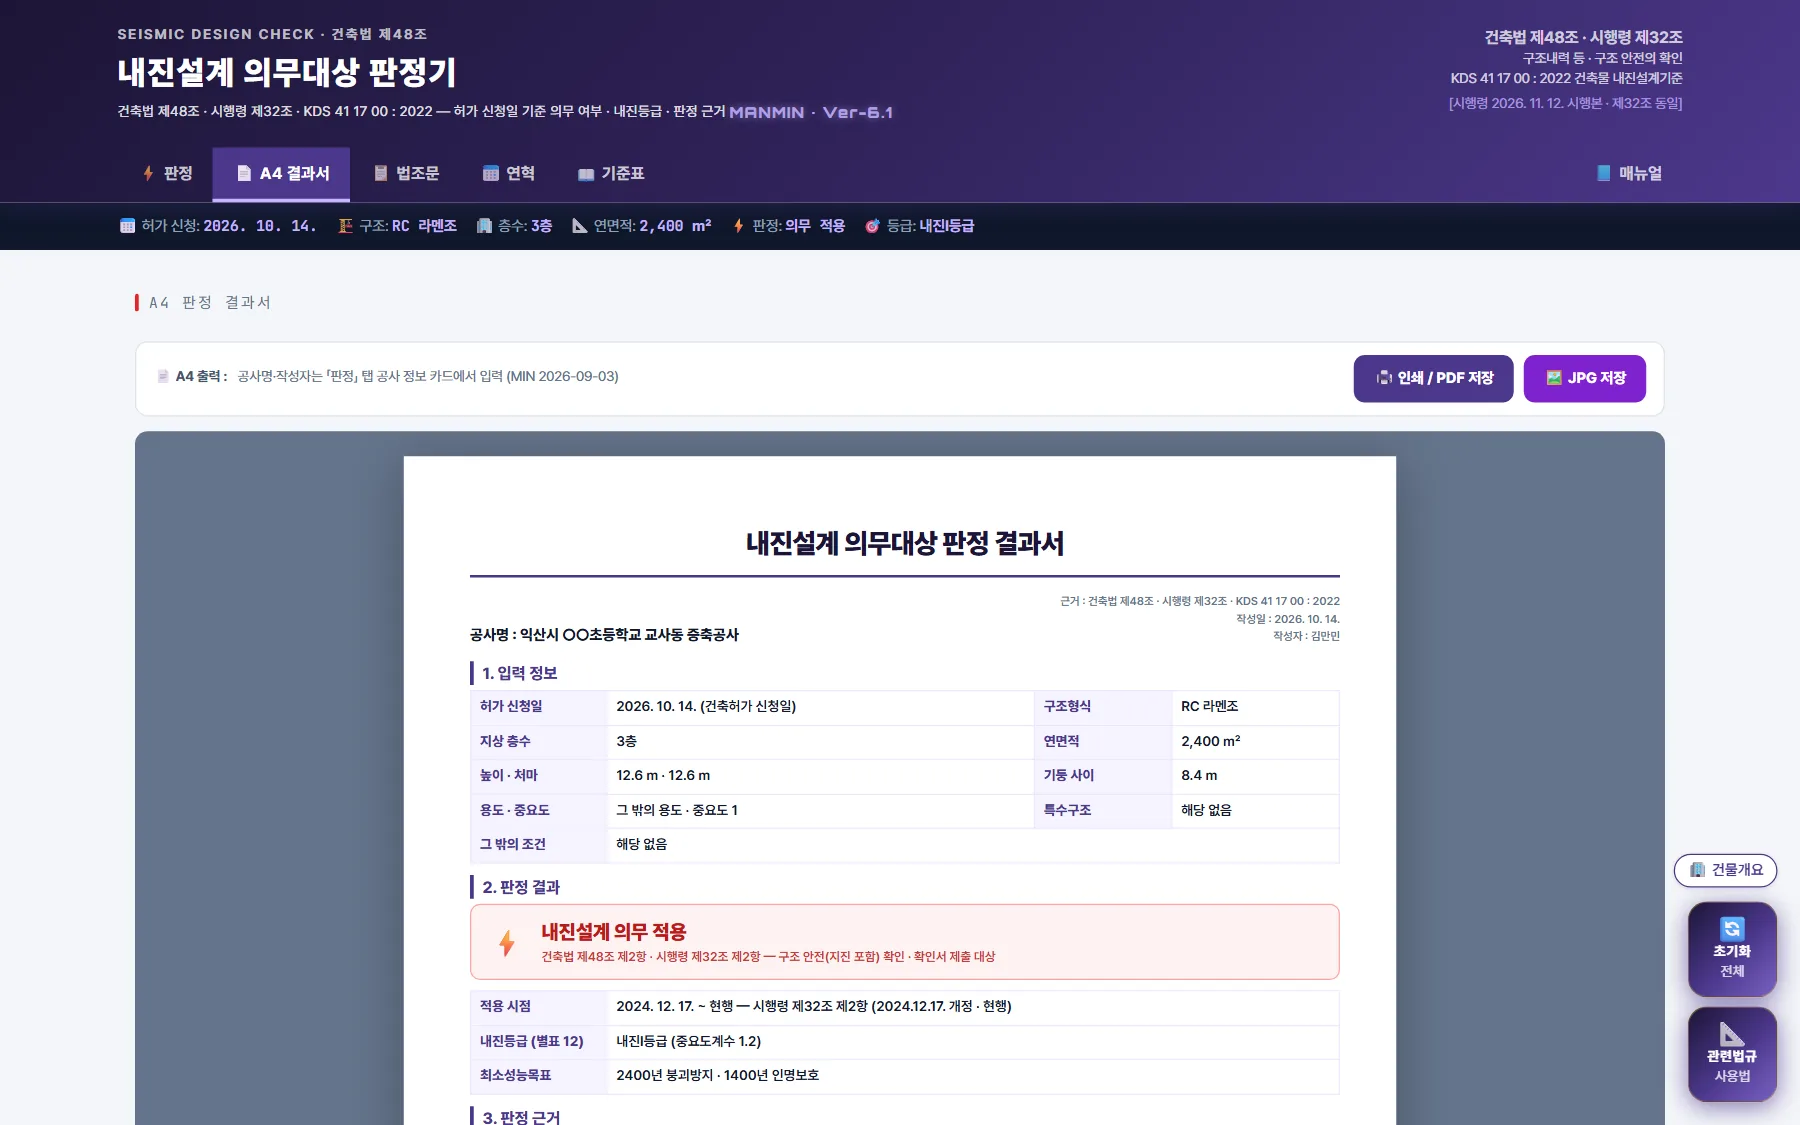 SEISMIC DESIGN CHECK · 건축법 제48조
내진설계 의무대상 판정기
건축법 제48조 · 시행령 제32조 · KDS 41 17 00 : 2022 — 허가 신청일 기준 의무 여부 · 내진등급 · 판정 근거 MANMIN · Ver-6.1
건축법 제48조 · 시행령 제32조
구조내력 등 · 구조 안전의 확인
KDS 41 17 00 : 2022 건축물 내진설계기준
[시행령 2026. 11. 12. 시행본 · 제32조 동일]
판정
A4 결과서
법조문
연혁
기준표
매뉴얼
허가 신청: 2026. 10. 14. 구조: RC 라멘조 층수: 3층 연면적: 2,400 m² 판정: 의무 적용 등급: 내진I등급
A4 판정 결과서
A4 출력 : 공사명·작성자는 「판정」 탭 공사 정보 카드에서 입력 (MIN 2026-09-03)
인쇄 / PDF 저장
JPG 저장
내진설계 의무대상 판정 결과서
근거 : 건축법 제48조 · 시행령 제32조 · KDS 41 17 00 : 2022
작성일 : 2026. 10. 14.
작성자 : 김만민
공사명 : 익산시 〇〇초등학교 교사동 증축공사
1. 입력 정보
허가 신청일 2026. 10. 14. (건축허가 신청일) 구조형식 RC 라멘조
지상 층수 3층 연면적 2,400 m²
높이 · 처마 12.6 m · 12.6 m 기둥 사이 8.4 m
용도 · 중요도 그 밖의 용도 · 중요도 1 특수구조 해당 없음
그 밖의 조건 해당 없음
2. 판정 결과
내진설계 의무 적용
건축법 제48조 제2항 · 시행령 제32조 제2항 — 구조 안전(지진 포함) 확인 · 확인서 제출 대상
적용 시점 2024. 12. 17. ~ 현행 — 시행령 제32조 제2항 (2024.12.17. 개정 · 현행)
내진등급 (별표 12) 내진I등급 (중요도계수 1.2)
최소성능목표 2400년 붕괴방지 · 1400년 인명보호
3. 판정 근거
건물개요
초기화
전체
관련법규
사용법